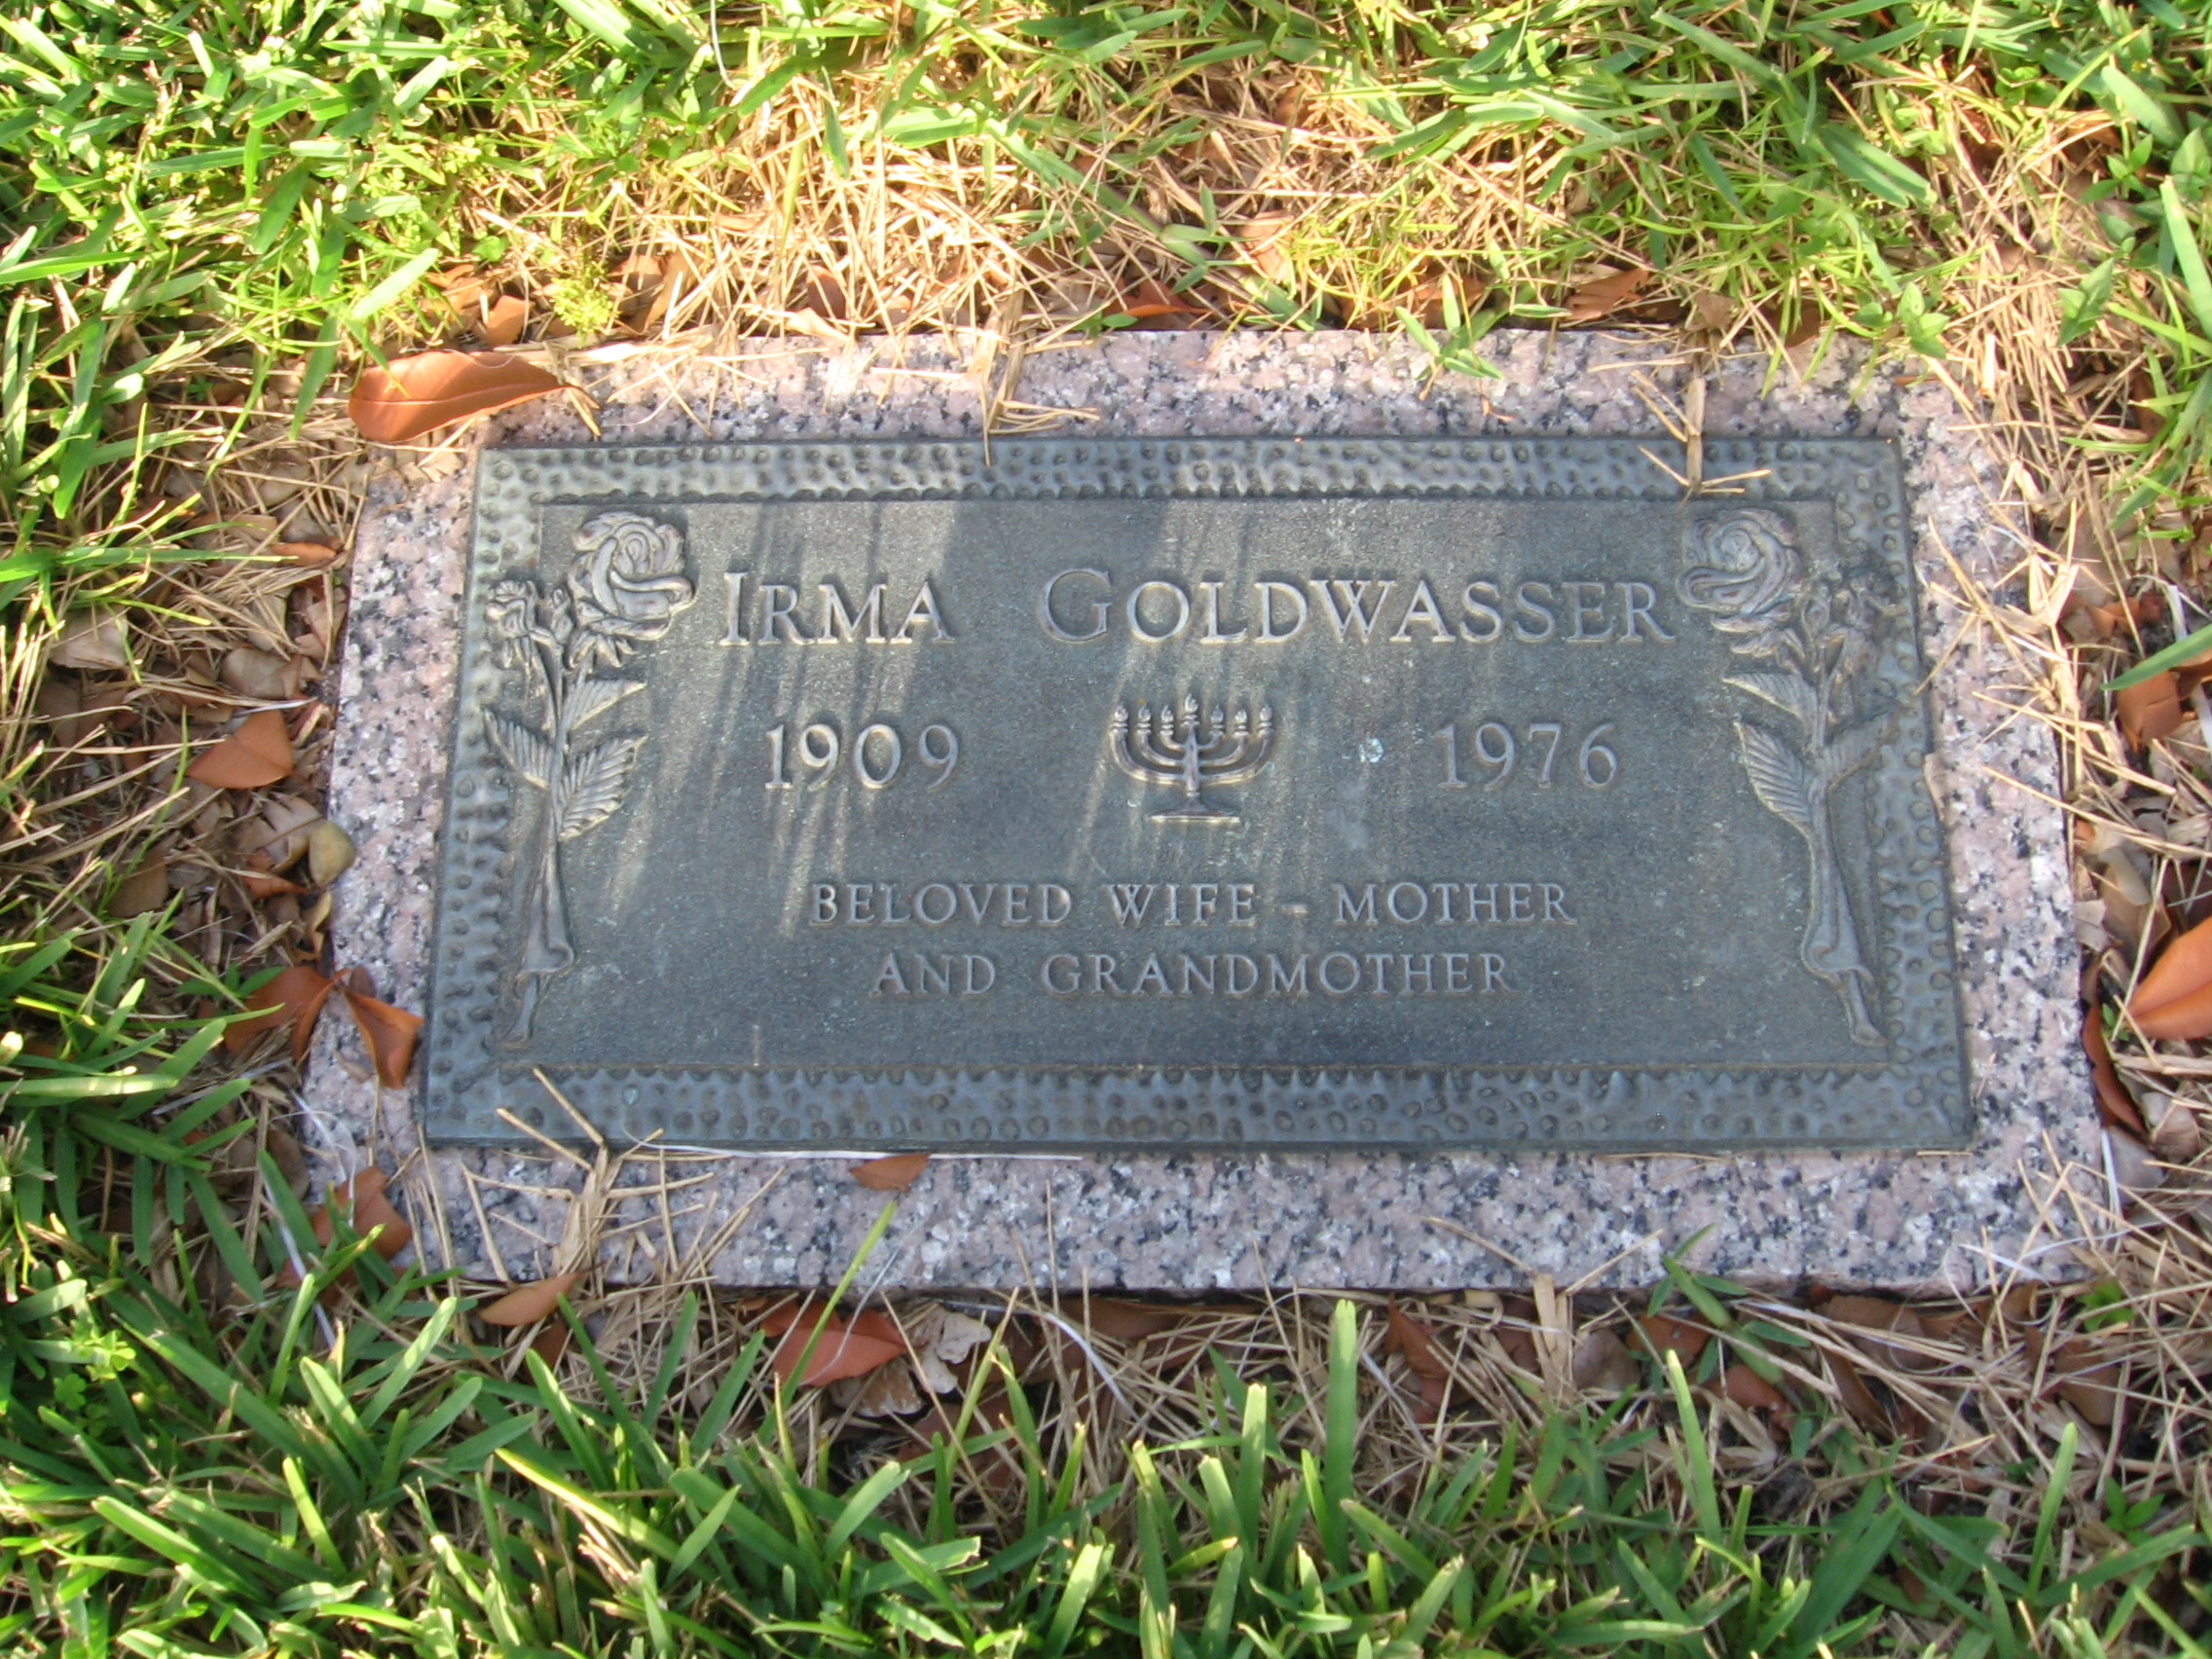 IRMA GOLDWASSER
1909 1976
BELOVED WIFE - MOTHER
AND GRANDMOTHER